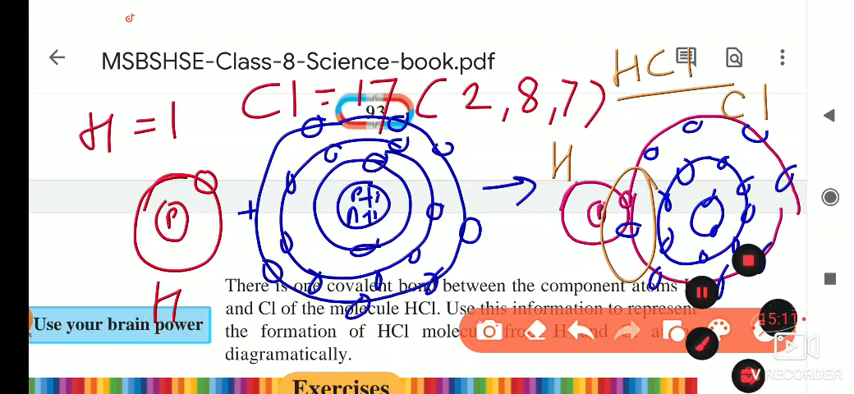 MSBSHSE-Class-8-Science-book.pdf
HCl
Cl = 17 (2,8,7)
93
H = 1
Cl
H
P
P
+
H
There is one covalent bond between the component atoms
and Cl of the molecule HCl. Use this information to represent
the formation of HCl
diagramatically.
Use your brain power
Exercises
15:11
RECORDER